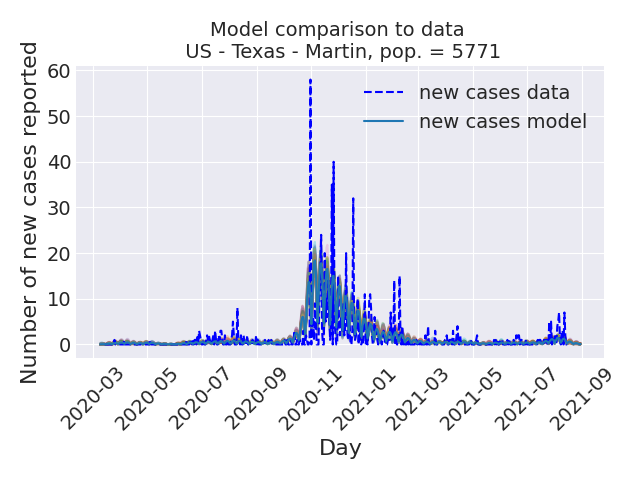 Model comparison to data
US - Texas - Martin, pop. = 5771
Number of new cases reported
60
50
40
30
20
10
0
new cases data
new cases model
2020-03
2020-05
2020-07
2020-09
2020-11
2021-01
2021-03
2021-05
2021-07
2021-09
Day